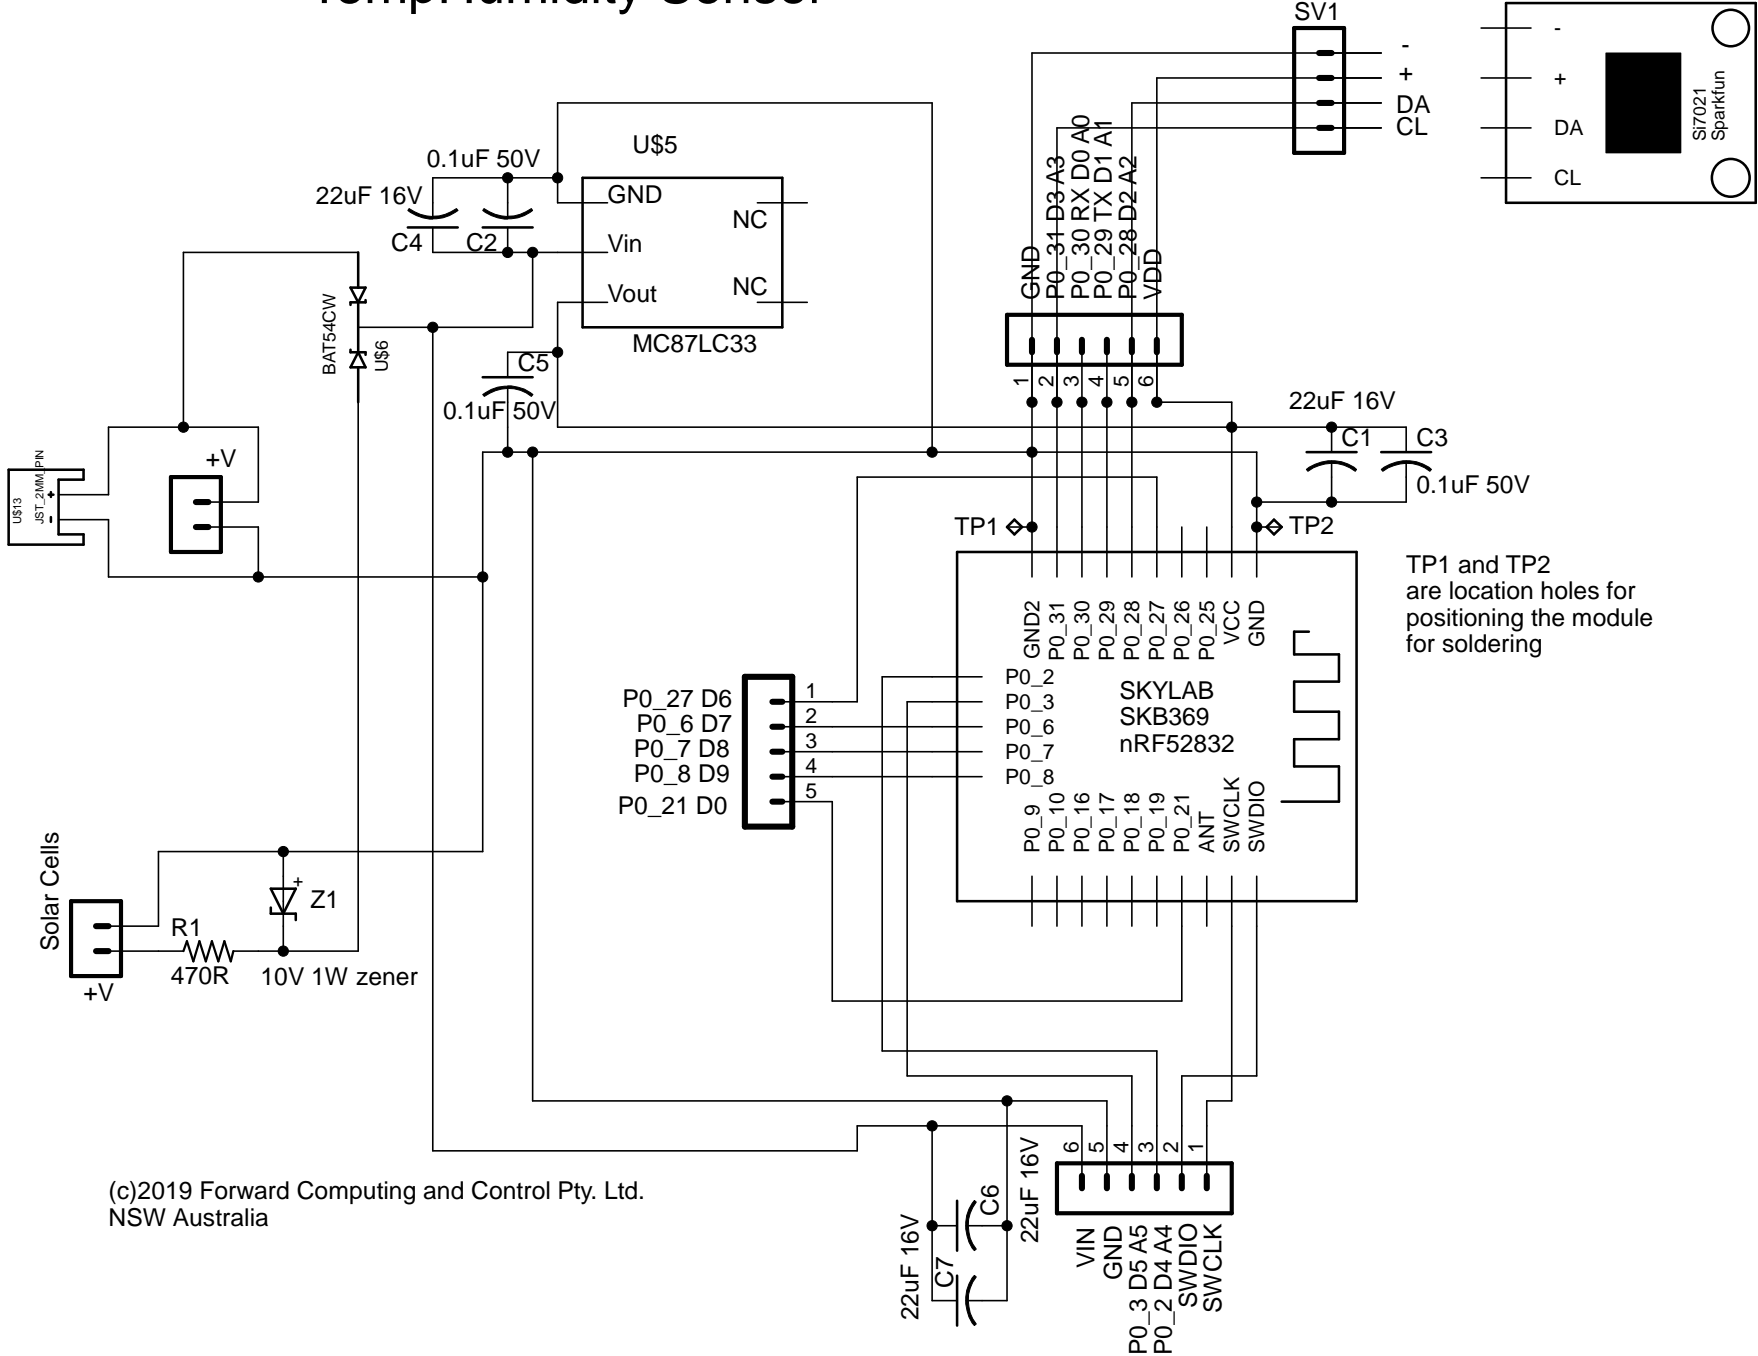 SV1
-
+
DA
CL
-
+
DA
CL
Si7021
Sparkfun
U$5
0.1uF 50V
22uF 16V
C4
C2
GND
Vin
Vout
NC
NC
MC87LC33
BAT54CW
U$6
C5
0.1uF 50V
GND
P0_31 D3 A3
P0_30 RX D0 A0
P0_29 TX D1 A1
P0_28 D2 A2
VDD
1
2
3
4
5
6
22uF 16V
C1
C3
0.1uF 50V
+V
U$13
JST_2MM_PIN
+
-
TP1
TP2
TP1 and TP2
are location holes for
positioning the module
for soldering
GND2
P0_31
P0_30
P0_29
P0_28
P0_27
P0_26
P0_25
VCC
GND
P0_2
P0_3
P0_6
P0_7
P0_8
SKYLAB
SKB369
nRF52832
P0_9
P0_10
P0_16
P0_17
P0_18
P0_19
P0_21
ANT
SWCLK
SWDIO
P0_27 D6
P0_6 D7
P0_7 D8
P0_8 D9
P0_21 D0
1
2
3
4
5
Solar Cells
+V
R1
470R
+
Z1
10V 1W zener
(c)2019 Forward Computing and Control Pty. Ltd.
NSW Australia
22uF 16V
C7
C6
22uF 16V
6
5
4
3
2
1
VIN
GND
P0_3 D5 A5
P0_2 D4 A4
SWDIO
SWCLK